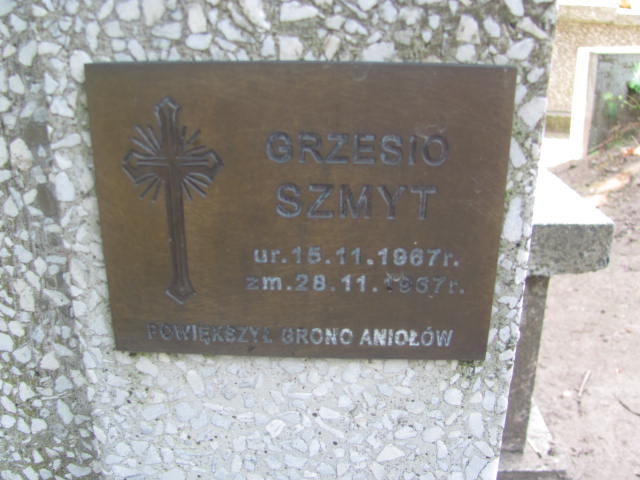 GRZESIO
SZMYT
ur.15.11.1967r.
zm.28.11.1967r.
POWIĘKSZYŁ GRONO ANIOŁÓW